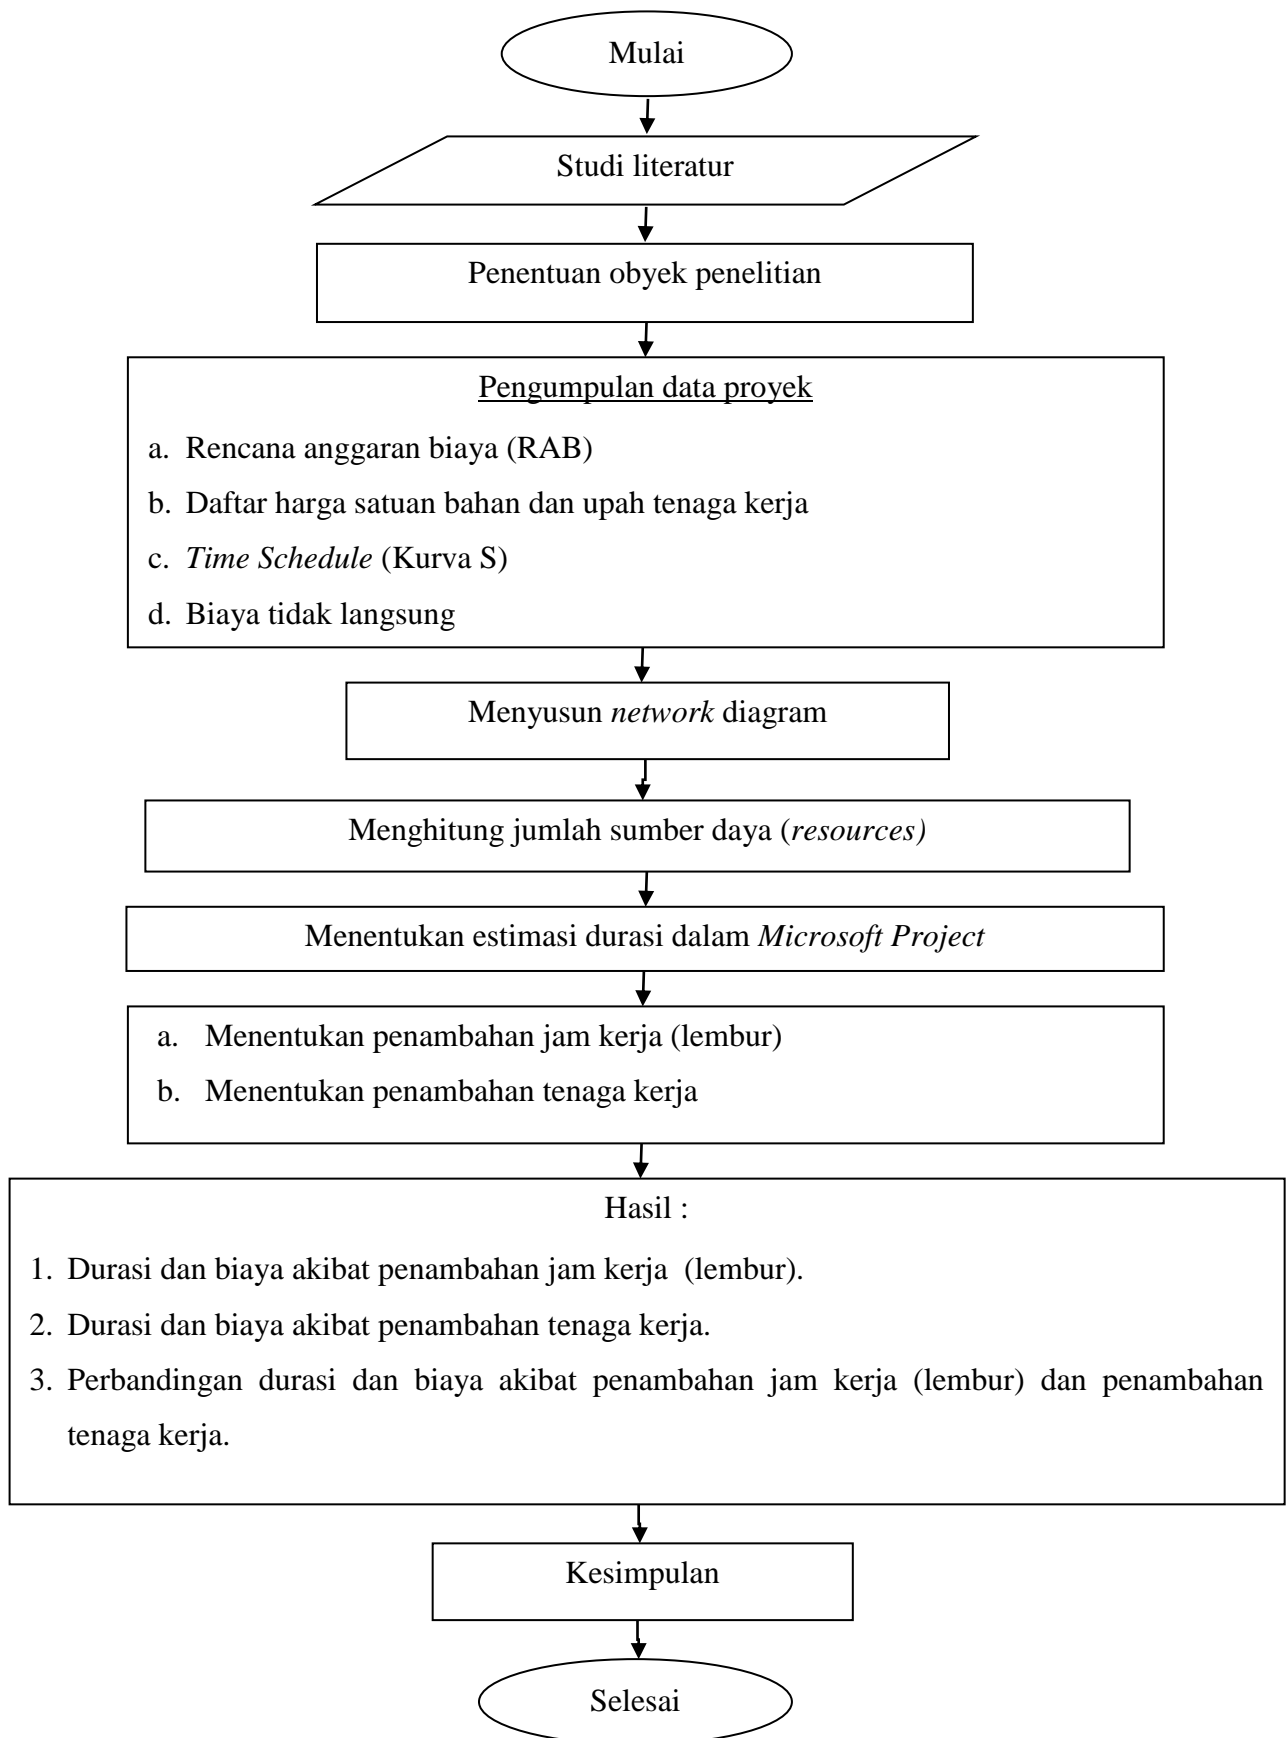 Mulai
Studi literatur
Penentuan obyek penelitian
Pengumpulan data proyek
a. Rencana anggaran biaya (RAB)
b. Daftar harga satuan bahan dan upah tenaga kerja
c. Time Schedule (Kurva S)
d. Biaya tidak langsung
Menyusun network diagram
Menghitung jumlah sumber daya (resources)
Menentukan estimasi durasi dalam Microsoft Project
a. Menentukan penambahan jam kerja (lembur)
b. Menentukan penambahan tenaga kerja
Hasil :
1. Durasi dan biaya akibat penambahan jam kerja (lembur).
2. Durasi dan biaya akibat penambahan tenaga kerja.
3. Perbandingan durasi dan biaya akibat penambahan jam kerja (lembur) dan penambahan
tenaga kerja.
Kesimpulan
Selesai